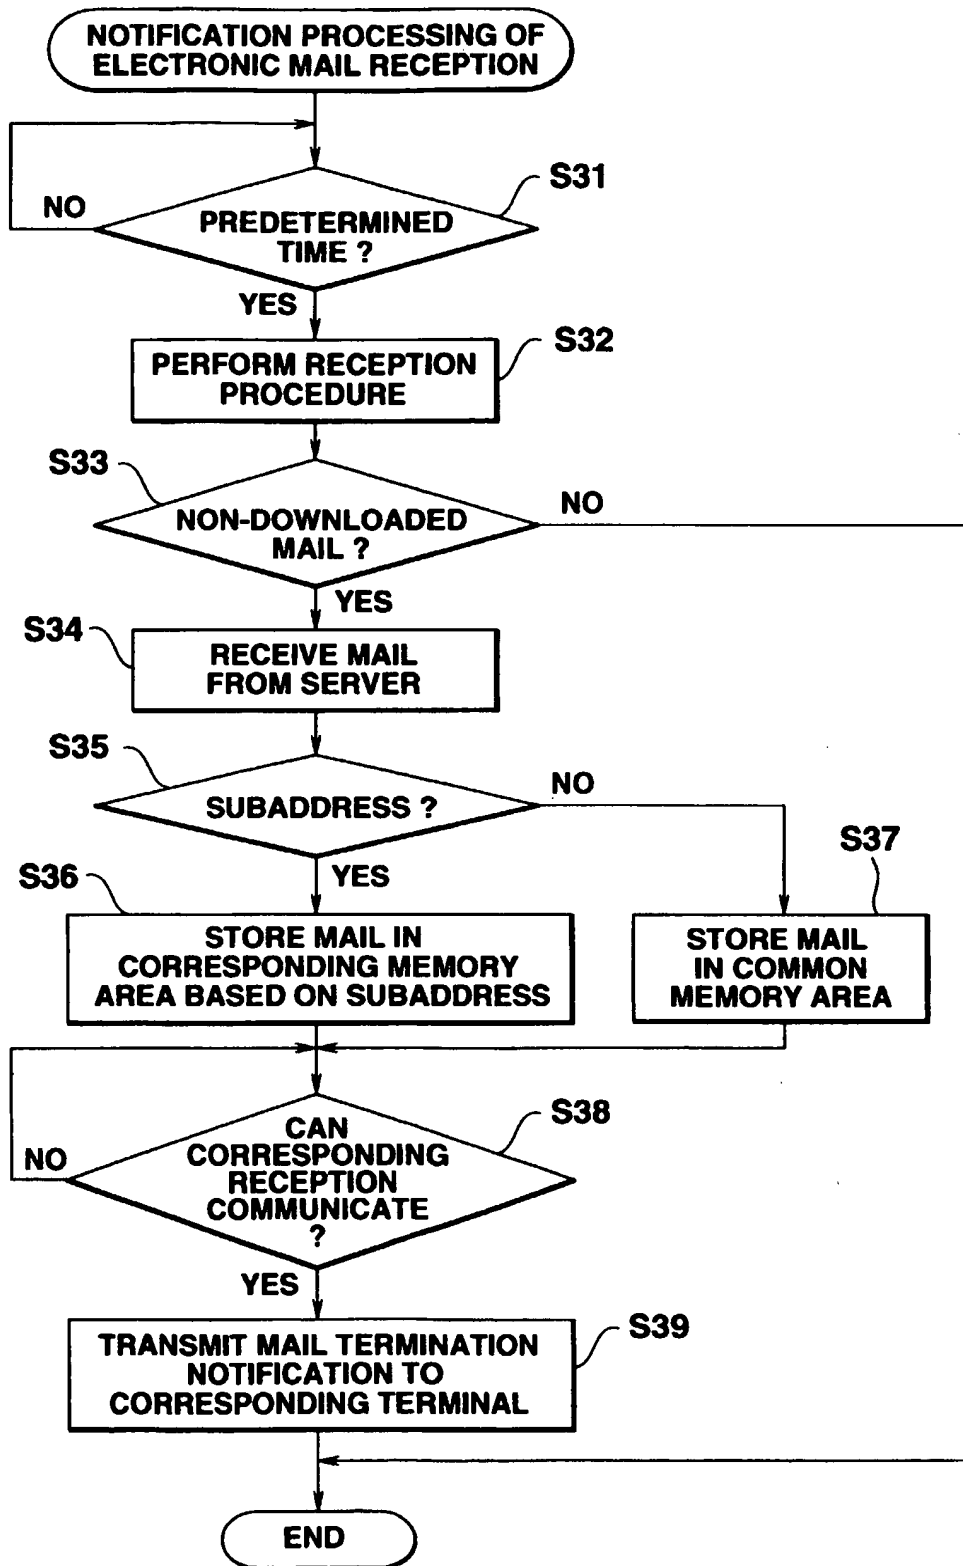 NOTIFICATION PROCESSING OF
ELECTRONIC MAIL RECEPTION
S31
NO
PREDETERMINED
TIME ?
YES
S32
PERFORM RECEPTION
PROCEDURE
S33
NO
NON-DOWNLOADED
MAIL ?
YES
S34
RECEIVE MAIL
FROM SERVER
S35
NO
SUBADDRESS ?
S37
S36
YES
STORE MAIL IN
CORRESPONDING MEMORY
AREA BASED ON SUBADDRESS
STORE MAIL
IN COMMON
MEMORY AREA
S38
NO
CAN
CORRESPONDING
RECEPTION
COMMUNICATE
?
YES
S39
TRANSMIT MAIL TERMINATION
NOTIFICATION TO
CORRESPONDING TERMINAL
END